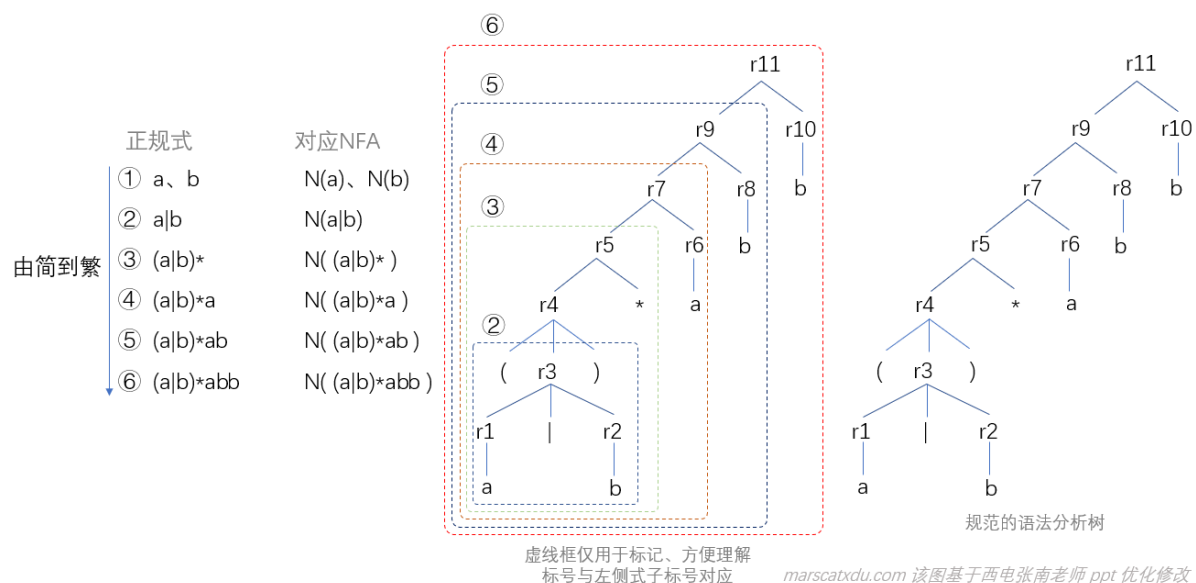 正规式 对应NFA
由简到繁
① a、b N(a)、N(b)
② a|b N(a|b)
③ (a|b)* N( (a|b)* )
④ (a|b)*a N( (a|b)*a )
⑤ (a|b)*ab N( (a|b)*ab )
⑥ (a|b)*abb N( (a|b)*abb )
⑥
r11
⑤
r9 r10
④
r7 r8 b
③
r5 r6 b
r4 * a
②
( r3 )
r1 | r2
a b
虚线框仅用于标记、方便理解
标号与左侧式子标号对应
r11
r9 r10
r7 r8 b
r5 r6 b
r4 * a
( r3 )
r1 | r2
a b
规范的语法分析树
marscatxdu.com 该图基于西电张南老师 ppt 优化修改